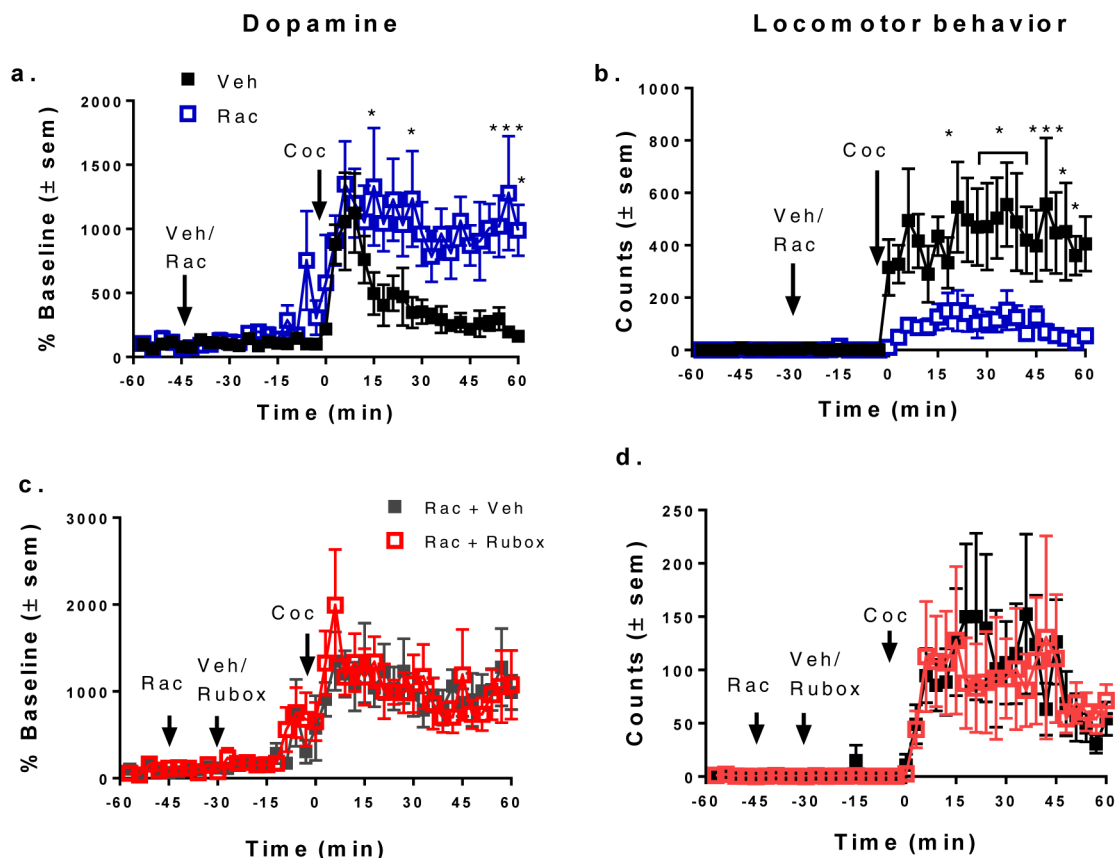 Dopamine
Locomotor behavior
a.
Veh
Rac
% Baseline (± sem)
2000
1500
1000
500
0
Veh/
Rac
Coc
*
*
* * *
*
-60 -45 -30 -15 0 15 30 45 60
Time (min)
b.
Counts (± sem)
1000
800
600
400
200
0
Veh/
Rac
Coc
*
*
* * *
*
*
-60 -45 -30 -15 0 15 30 45 60
Time (min)
c.
Rac + Veh
Rac + Rubox
% Baseline (± sem)
3000
2000
1000
0
Rac
Veh/
Rubox
Coc
-60 -45 -30 -15 0 15 30 45 60
Time (min)
d.
Counts (± sem)
250
200
150
100
50
0
Rac
Veh/
Rubox
Coc
-60 -45 -30 -15 0 15 30 45 60
Time (min)